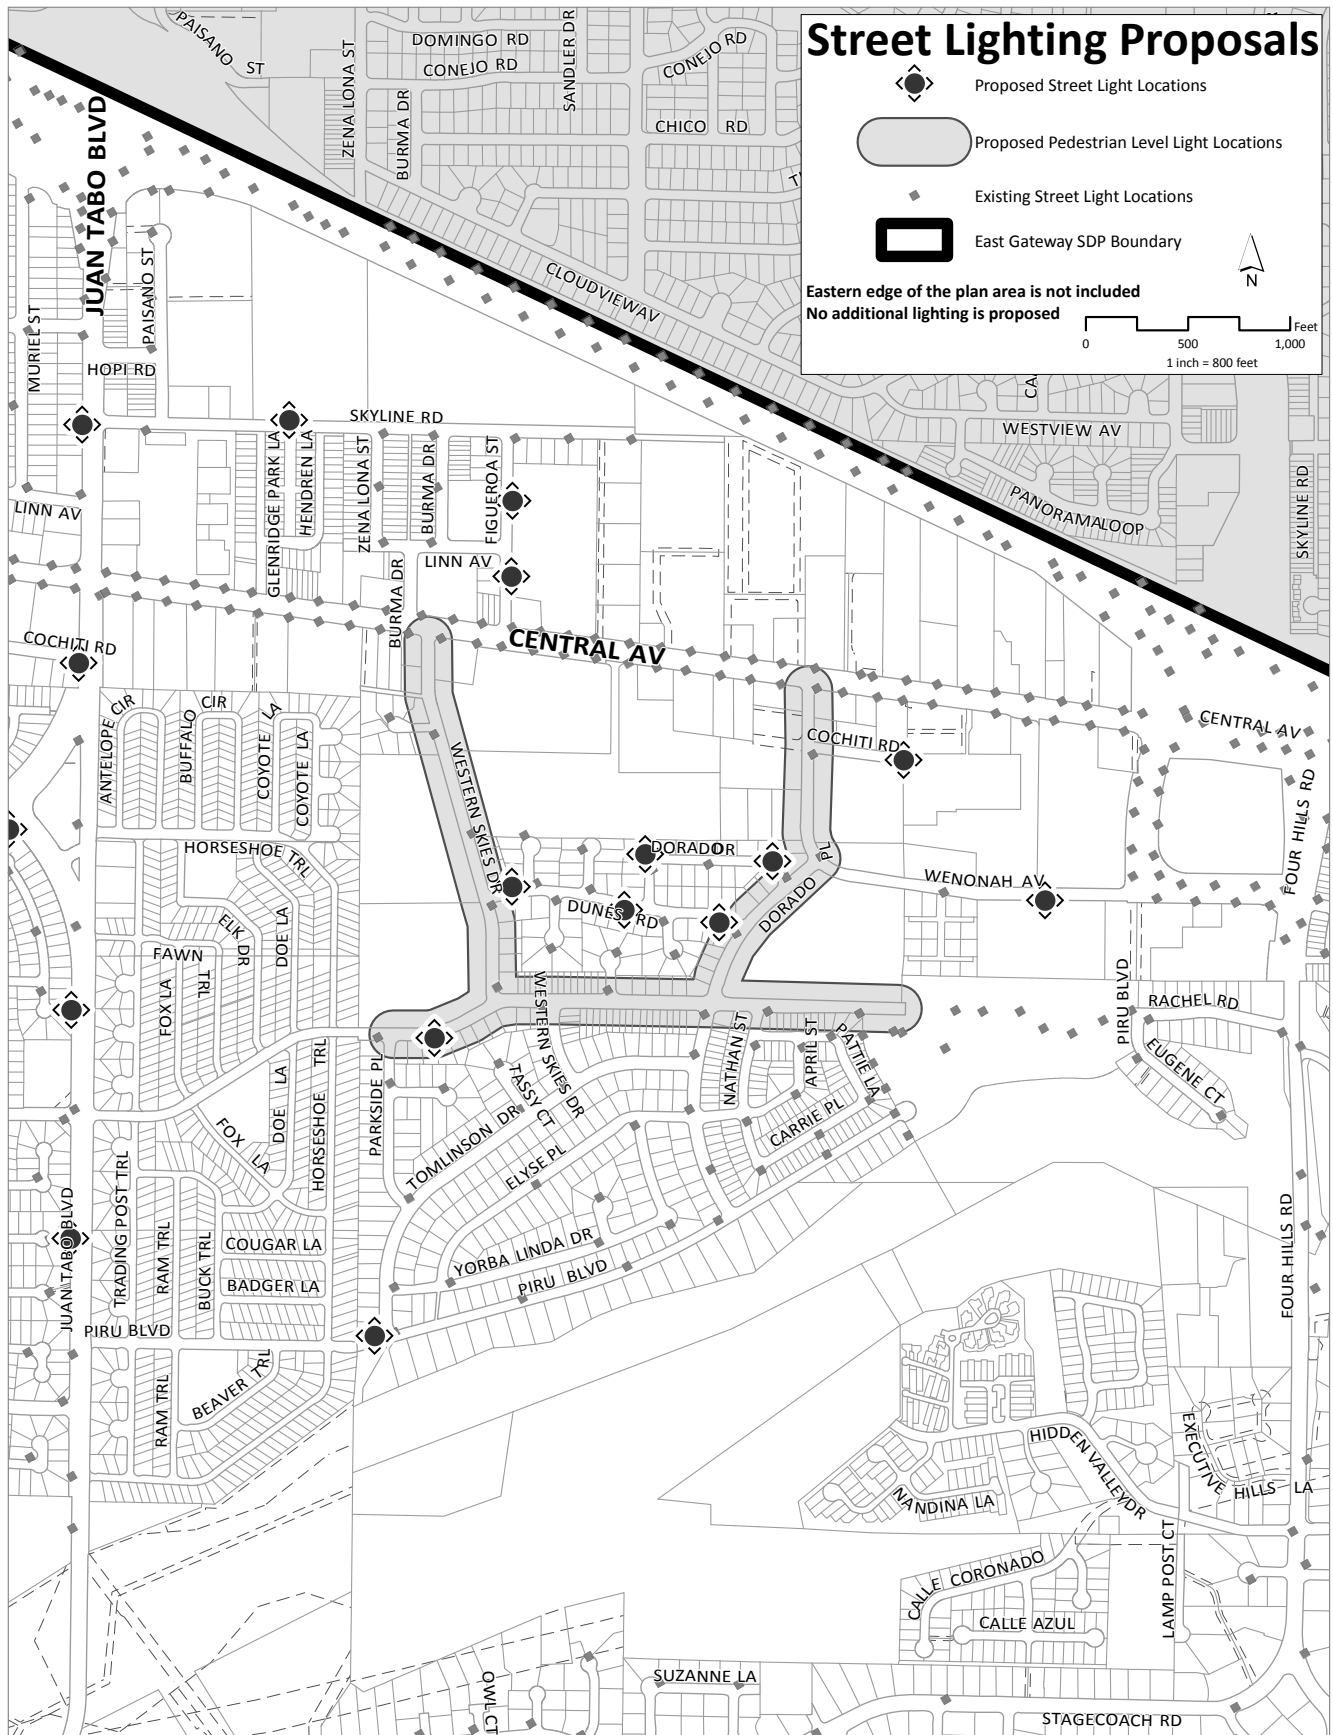 Street Lighting Proposals
Proposed Street Light Locations
Proposed Pedestrian Level Light Locations
Existing Street Light Locations
East Gateway SDP Boundary
Eastern edge of the plan area is not included
No additional lighting is proposed
N
Feet
0 500 1,000
1 inch = 800 feet
PAISANO ST
DOMINGO RD
CONEJO RD
SANDLER DR
CONEJO RD
ZENA LONA ST
BURMA DR
CHICO RD
JUAN TABO BLVD
PAISANO ST
MURIEL ST
HOPI RD
CLOUDVIEW AV
SKYLINE RD
WESTVIEW AV
PANORAMA LOOP
SKYLINE RD
GLENRIDGE PARK LA
HENDREN LA
ZENA LONA ST
BURMA DR
FIGUEROA ST
LINN AV
LINN AV
BURMA DR
CENTRAL AV
COCHITI RD
CENTRAL AV
COCHITI RD
ANTELOPE CIR
BUFFALO CIR
COYOTE LA
COYOTE LA
WESTERN SKIES DR
FOUR HILLS RD
HORSESHOE TRL
DORADO DR
DORADO PL
WENONAH AV
DUNES RD
ELK DR
DOE LA
FAWN TRL
FOX LA
WESTERN SKIES DR
PIRU BLVD
RACHEL RD
EUGENE CT
NATHAN ST
APRIL ST
PATTIE LA
TASSY CT
PARKSIDE PL
HORSESHOE TRL
DOE LA
FOX LA
CARRIE PL
TOMLINSON DR
ELYSE PL
YORBA LINDA DR
PIRU BLVD
JUAN TABO BLVD
TRADING POST TRL
RAM TRL
BUCK TRL
COUGAR LA
BADGER LA
PIRU BLVD
BEAVER TRL
RAM TRL
FOUR HILLS RD
HIDDEN VALLEY DR
EXECUTIVE HILLS LA
NANDINA LA
CALLE CORONADO
CALLE AZUL
LAMP POST CT
OWL CT
SUZANNE LA
STAGECOACH RD